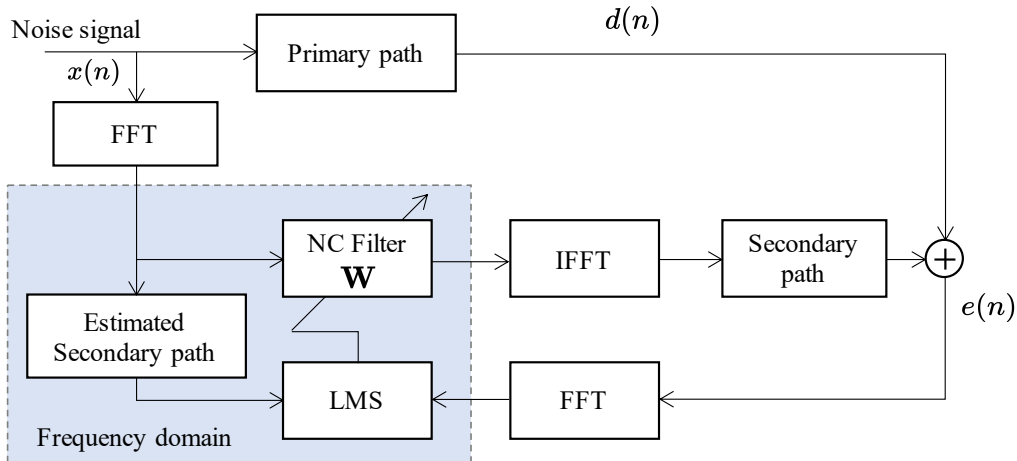 Noise signal
x(n)
Primary path
d(n)
FFT
NC Filter
W
IFFT
Secondary
path
+
e(n)
Estimated
Secondary path
LMS
FFT
Frequency domain